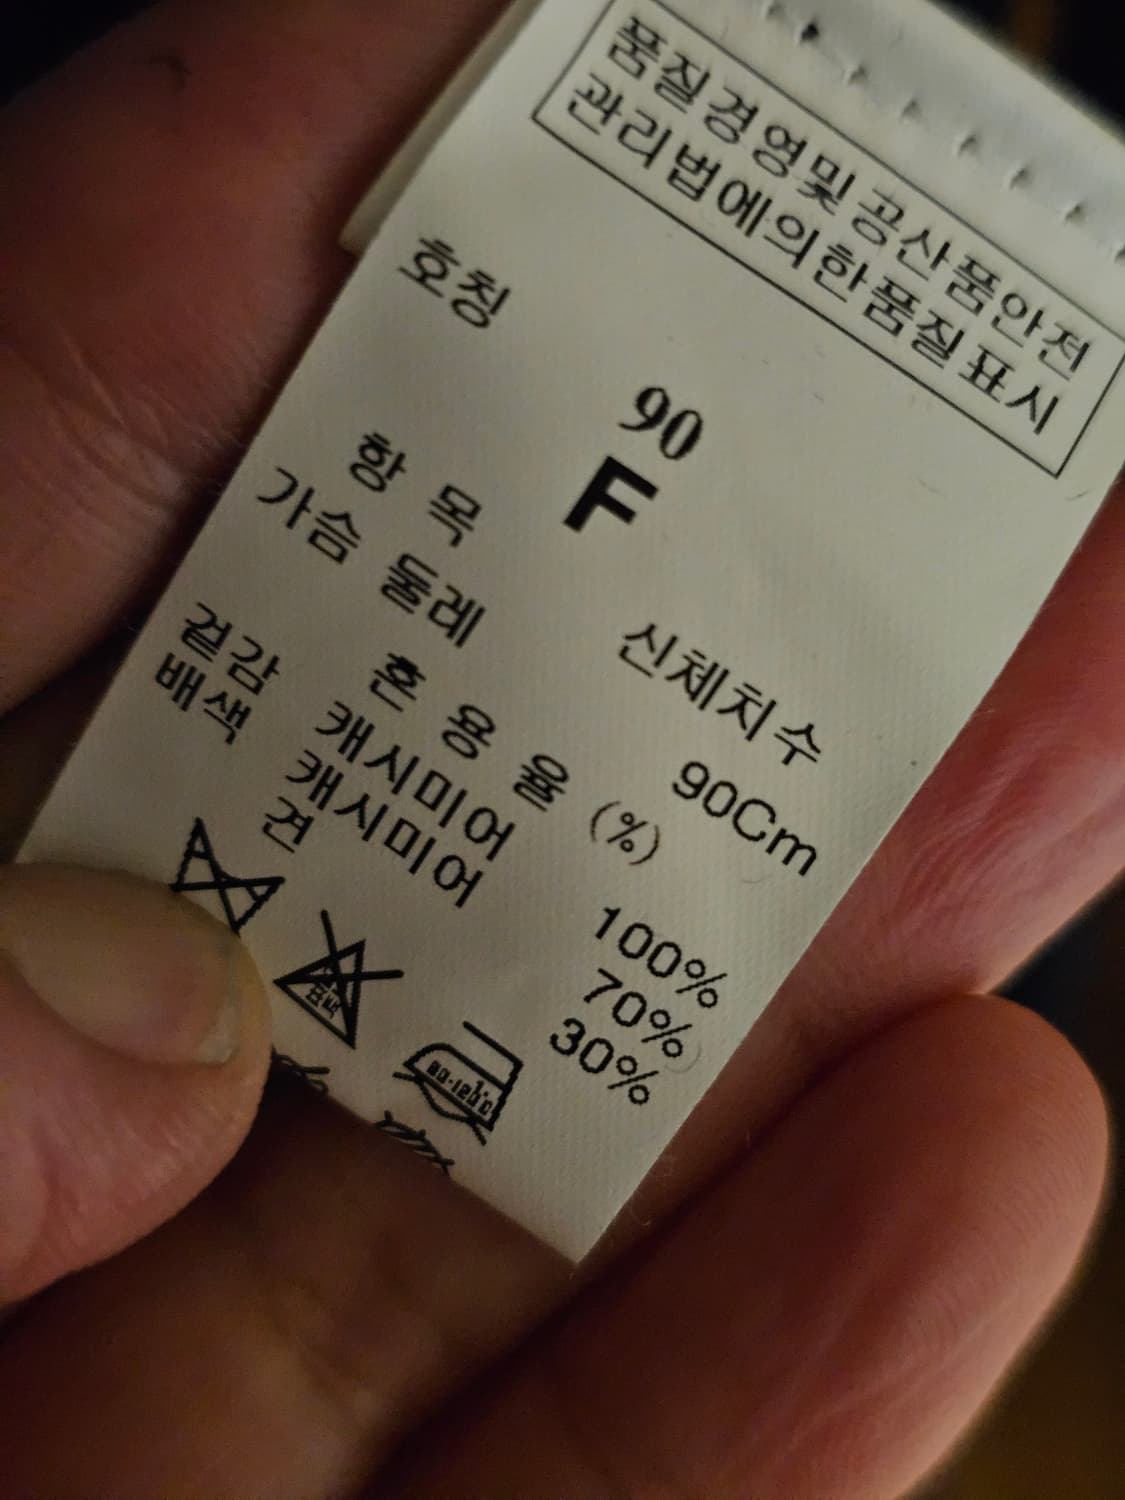 품질경영및공산품안전
관리법에의한품질표시
호칭
90
F
항 목 신체치수
가슴 둘레 90Cm
혼 용 율 (%)
겉감 캐시미어 100%
배색 캐시미어 70%
견 30%
80-120℃